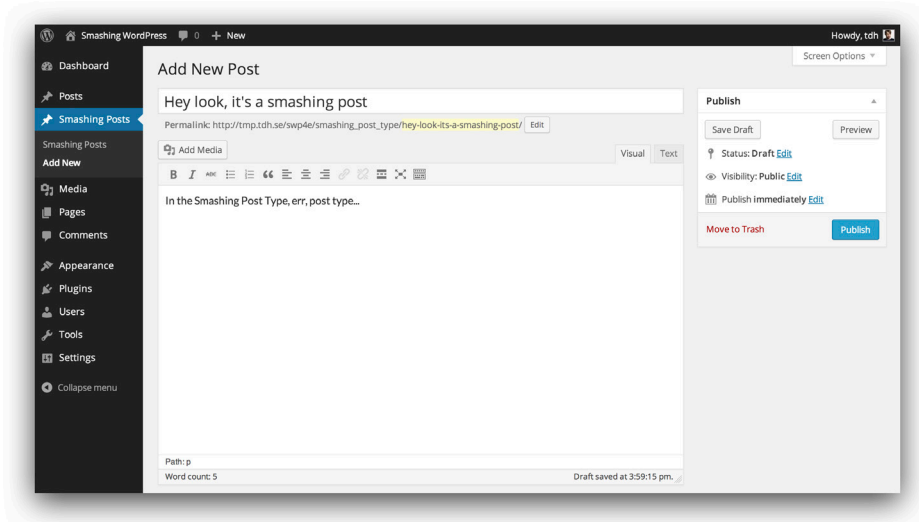 Smashing WordPress 0 + New Howdy, tdh
Screen Options
Dashboard
Posts
Smashing Posts
Smashing Posts
Add New
Media
Pages
Comments
Appearance
Plugins
Users
Tools
Settings
Collapse menu
Add New Post
Hey look, it's a smashing post
Permalink: http://tmp.tdh.se/swp4e/smashing_post_type/hey-look-its-a-smashing-post/ Edit
Add Media
Visual Text
B I ABC
In the Smashing Post Type, err, post type...
Path: p
Word count: 5 Draft saved at 3:59:15 pm.
Publish
Save Draft Preview
Status: Draft Edit
Visibility: Public Edit
Publish immediately Edit
Move to Trash Publish